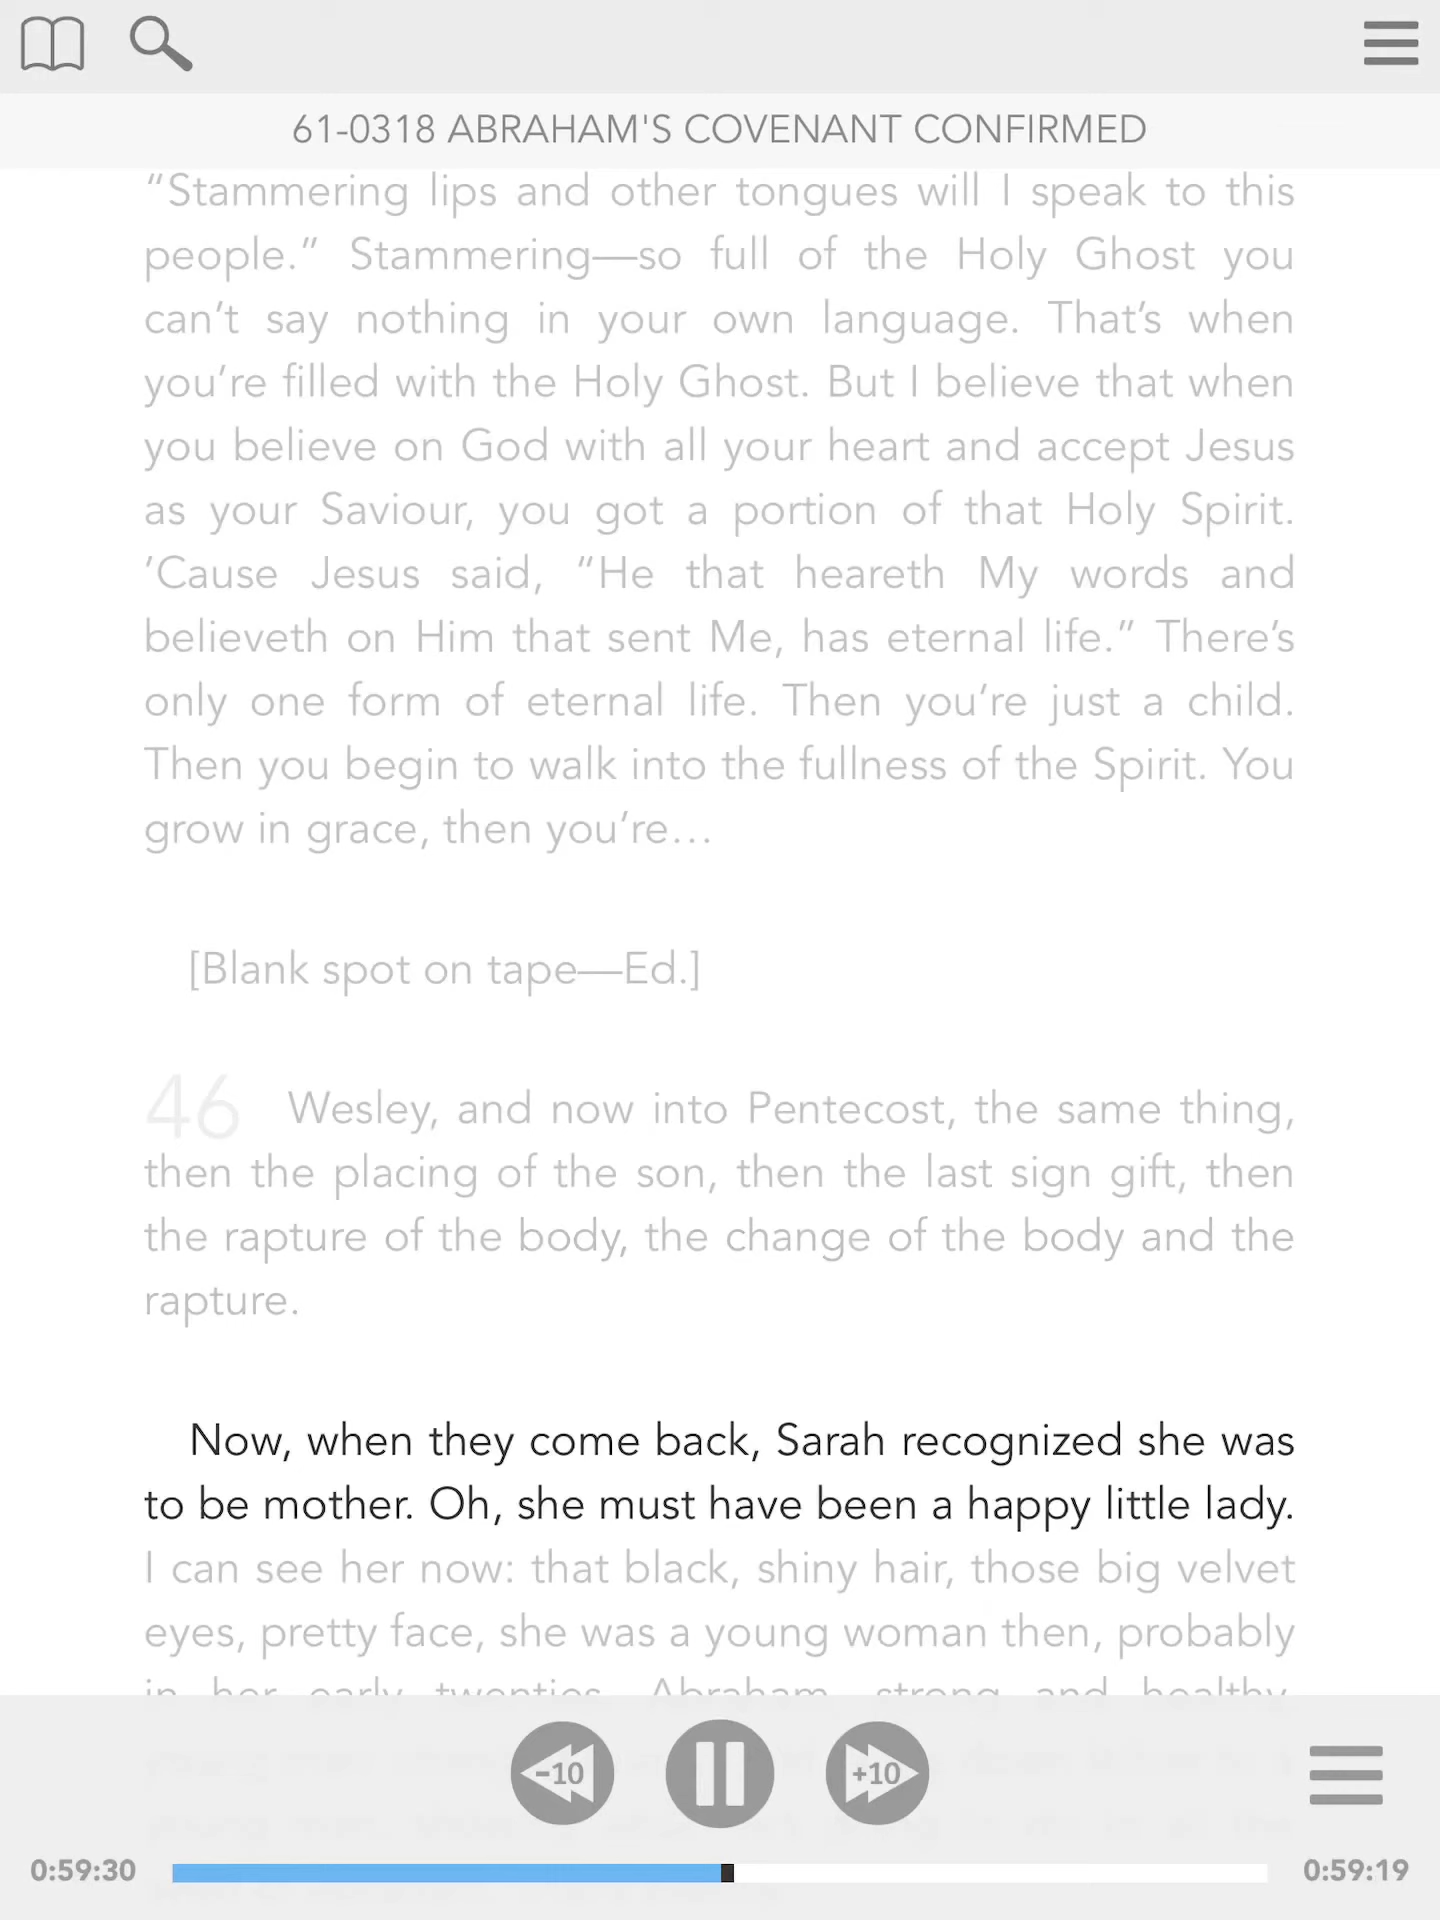 61-0318 ABRAHAM'S COVENANT CONFIRMED
“Stammering lips and other tongues will I speak to this
people.” Stammering—so full of the Holy Ghost you
can’t say nothing in your own language. That’s when
you’re filled with the Holy Ghost. But I believe that when
you believe on God with all your heart and accept Jesus
as your Saviour, you got a portion of that Holy Spirit.
’Cause Jesus said, “He that heareth My words and
believeth on Him that sent Me, has eternal life.” There’s
only one form of eternal life. Then you’re just a child.
Then you begin to walk into the fullness of the Spirit. You
grow in grace, then you’re…
[Blank spot on tape—Ed.]
46 Wesley, and now into Pentecost, the same thing,
then the placing of the son, then the last sign gift, then
the rapture of the body, the change of the body and the
rapture.
Now, when they come back, Sarah recognized she was
to be mother. Oh, she must have been a happy little lady.
I can see her now: that black, shiny hair, those big velvet
eyes, pretty face, she was a young woman then, probably
in her early twenties. Abraham, strong and healthy,
-10 +10
0:59:30 0:59:19